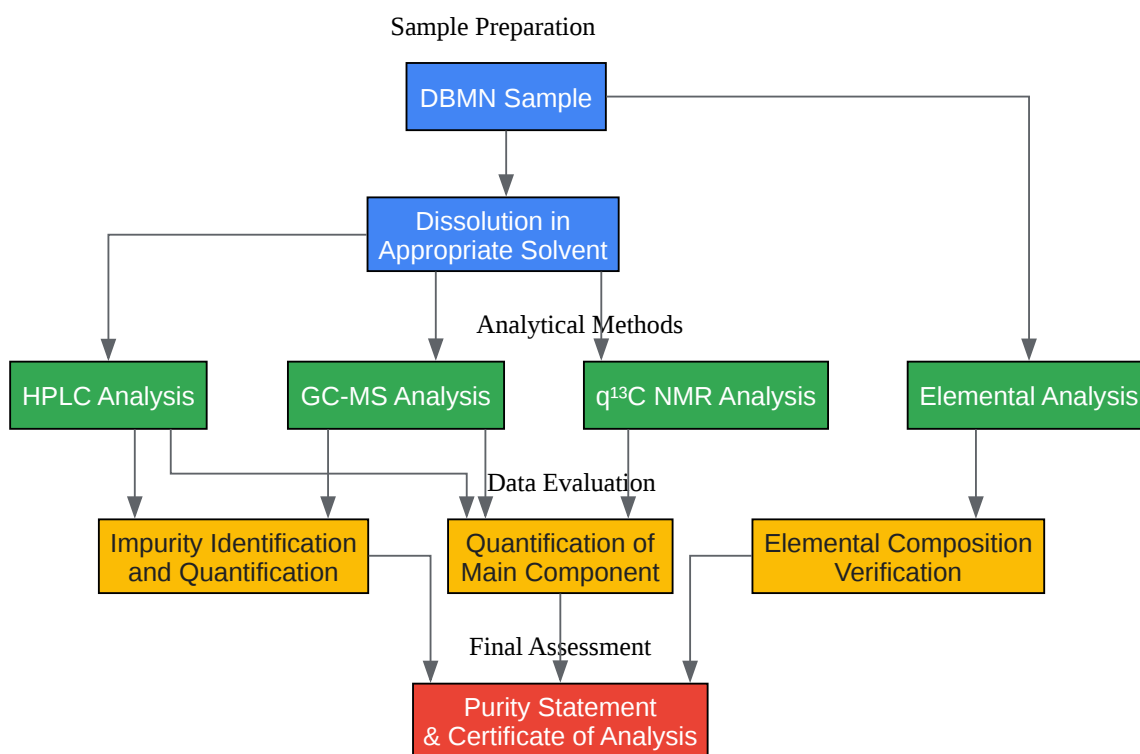 Sample Preparation
DBMN Sample
Dissolution in
Appropriate Solvent
Analytical Methods
HPLC Analysis
GC-MS Analysis
q¹³C NMR Analysis
Elemental Analysis
Data Evaluation
Impurity Identification
and Quantification
Quantification of
Main Component
Elemental Composition
Verification
Final Assessment
Purity Statement
& Certificate of Analysis